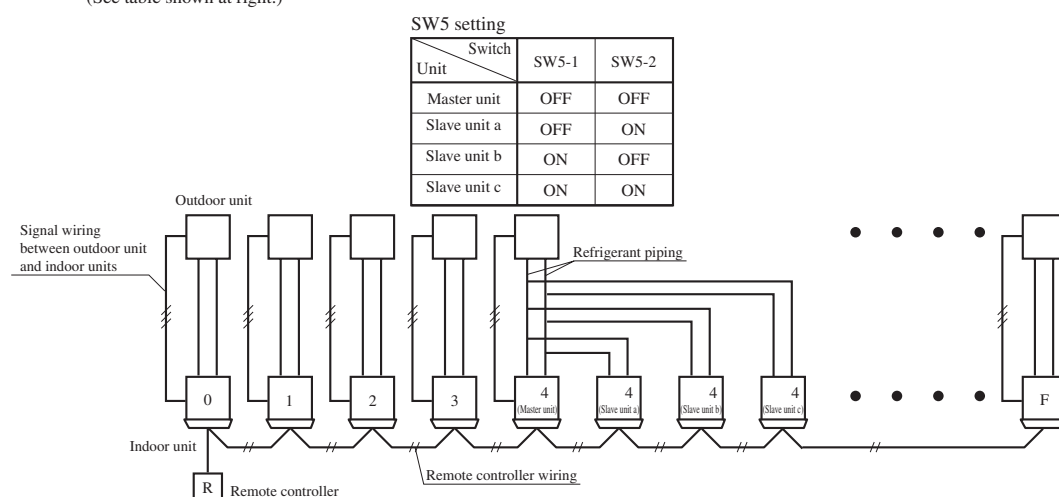 (See table shown at right.)
SW5 setting
Switch
Unit
SW5-1
SW5-2
Master unit OFF OFF
Slave unit a OFF ON
Slave unit b ON OFF
Slave unit c ON ON
Outdoor unit
Signal wiring
between outdoor unit
and indoor units
Refrigerant piping
0
1
2
3
4
(Master unit)
4
(Slave unit a)
4
(Slave unit b)
4
(Slave unit c)
F
Indoor unit
Remote controller wiring
R
Remote controller